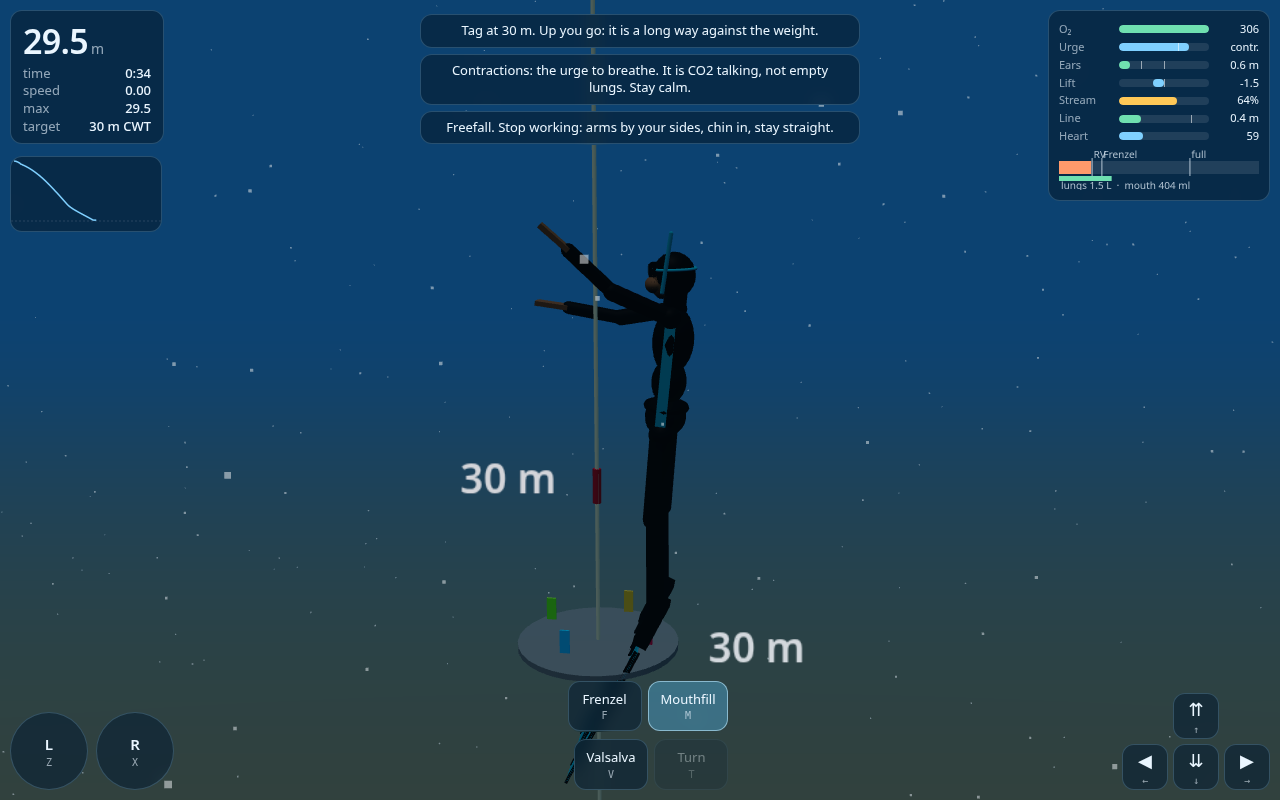 29.5 m
time 0:34
speed 0.00
max 29.5
target 30 m CWT
Tag at 30 m. Up you go: it is a long way against the weight.
Contractions: the urge to breathe. It is CO2 talking, not empty
lungs. Stay calm.
Freefall. Stop working: arms by your sides, chin in, stay straight.
O₂ 306
Urge contr.
Ears 0.6 m
Lift -1.5
Stream 64%
Line 0.4 m
Heart 59
RV Frenzel full
lungs 1.5 L · mouth 404 ml
30 m
30 m
Frenzel
F
Mouthfill
M
Valsalva
V
Turn
T
L
Z
R
X
⇈
↑
◀
←
⇊
↓
▶
→